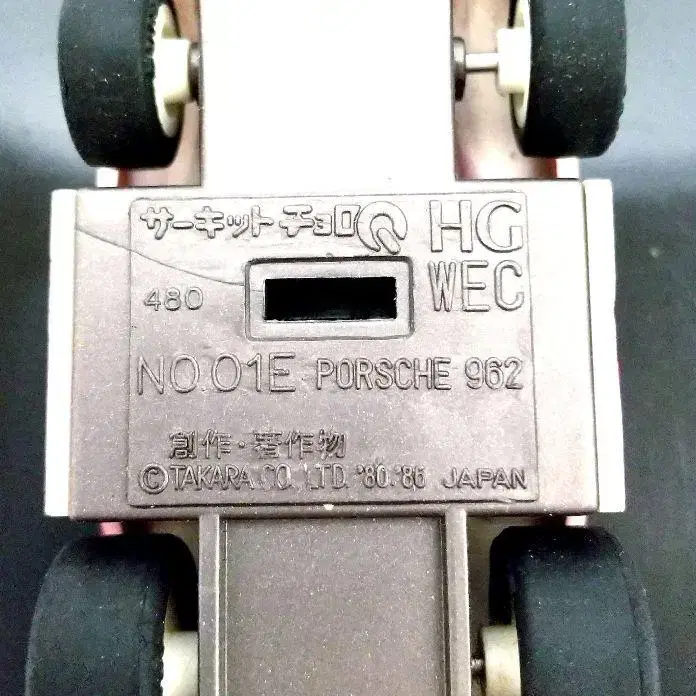 サーキットチョロQ HG
480 WEC
NO.01E PORSCHE 962
創作・著作物
©TAKARA CO. LTD. '80.'86 JAPAN